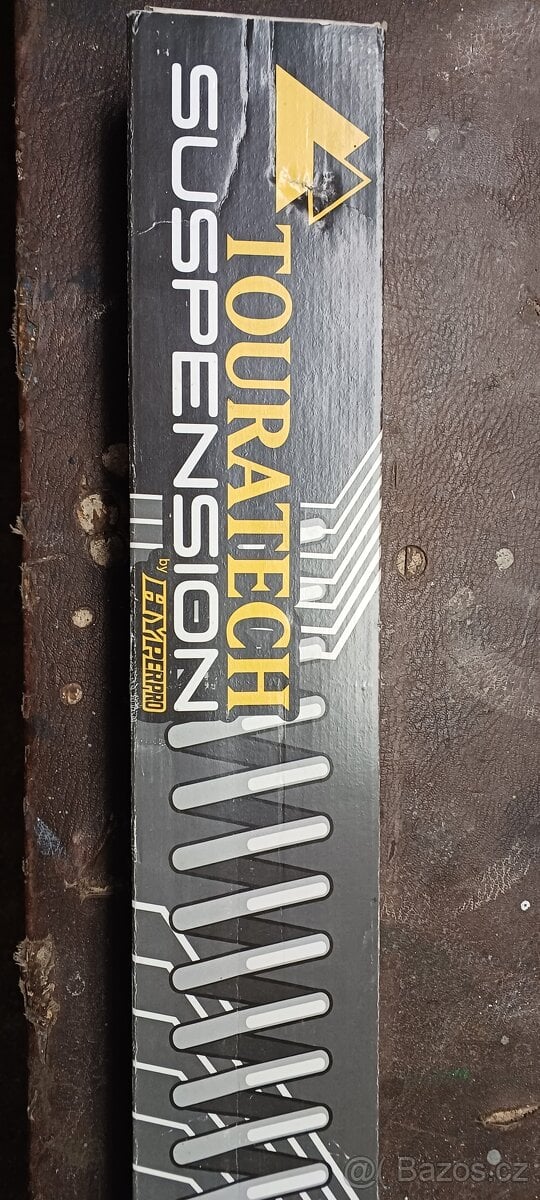 TOURATECH
SUSPENSION
by HYPERPRO
@ Bazos.cz